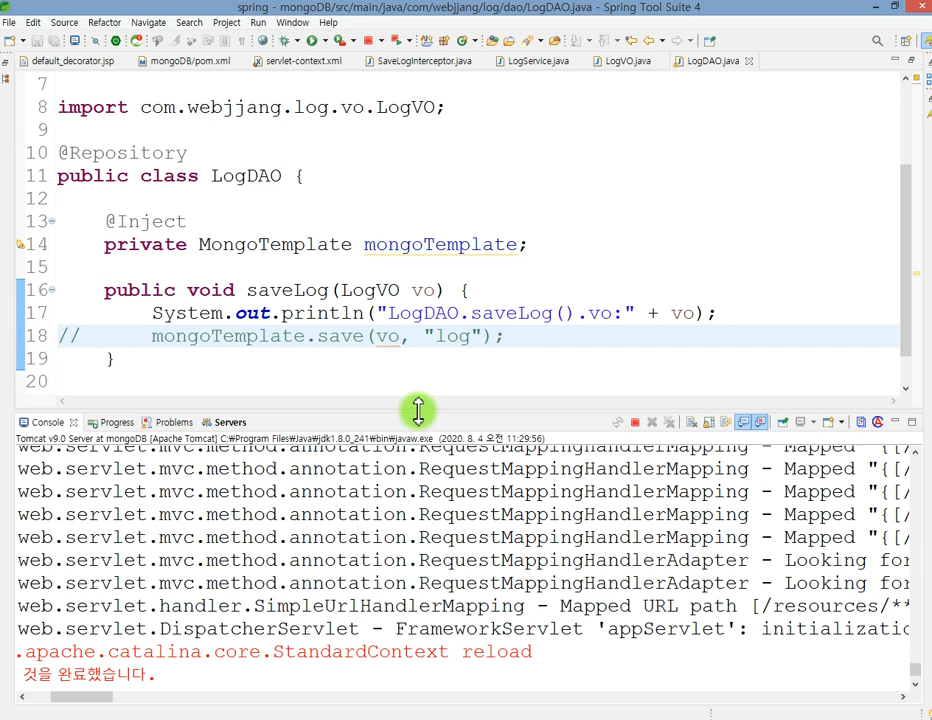 spring - mongoDB/src/main/java/com/webjjang/log/dao/LogDAO.java - Spring Tool Suite 4
File Edit Source Refactor Navigate Search Project Run Window Help
default_decorator.jsp mongoDB/pom.xml servlet-context.xml SaveLogInterceptor.java LogService.java LogVO.java LogDAO.java
7
8 import com.webjjang.log.vo.LogVO;
9
10 @Repository
11 public class LogDAO {
12
13 @Inject
14 private MongoTemplate mongoTemplate;
15
16 public void saveLog(LogVO vo) {
17 System.out.println("LogDAO.saveLog().vo:" + vo);
18 // mongoTemplate.save(vo, "log");
19 }
20
Console Progress Problems Servers
Tomcat v9.0 Server at mongoDB [Apache Tomcat] C:₩Program Files₩Java₩jdk1.8.0_241₩bin₩javaw.exe (2020. 8. 4 오전 11:29:56)
web.servlet.mvc.method.annotation.RequestMappingHandlerMapping - Mapped "{[/
web.servlet.mvc.method.annotation.RequestMappingHandlerMapping - Mapped "{[/
web.servlet.mvc.method.annotation.RequestMappingHandlerMapping - Mapped "{[/
web.servlet.mvc.method.annotation.RequestMappingHandlerMapping - Mapped "{[/
web.servlet.mvc.method.annotation.RequestMappingHandlerMapping - Mapped "{[/
web.servlet.mvc.method.annotation.RequestMappingHandlerAdapter - Looking for
web.servlet.mvc.method.annotation.RequestMappingHandlerAdapter - Looking for
web.servlet.handler.SimpleUrlHandlerMapping - Mapped URL path [/resources/**
web.servlet.DispatcherServlet - FrameworkServlet 'appServlet': initializatio
.apache.catalina.core.StandardContext reload
것을 완료했습니다.